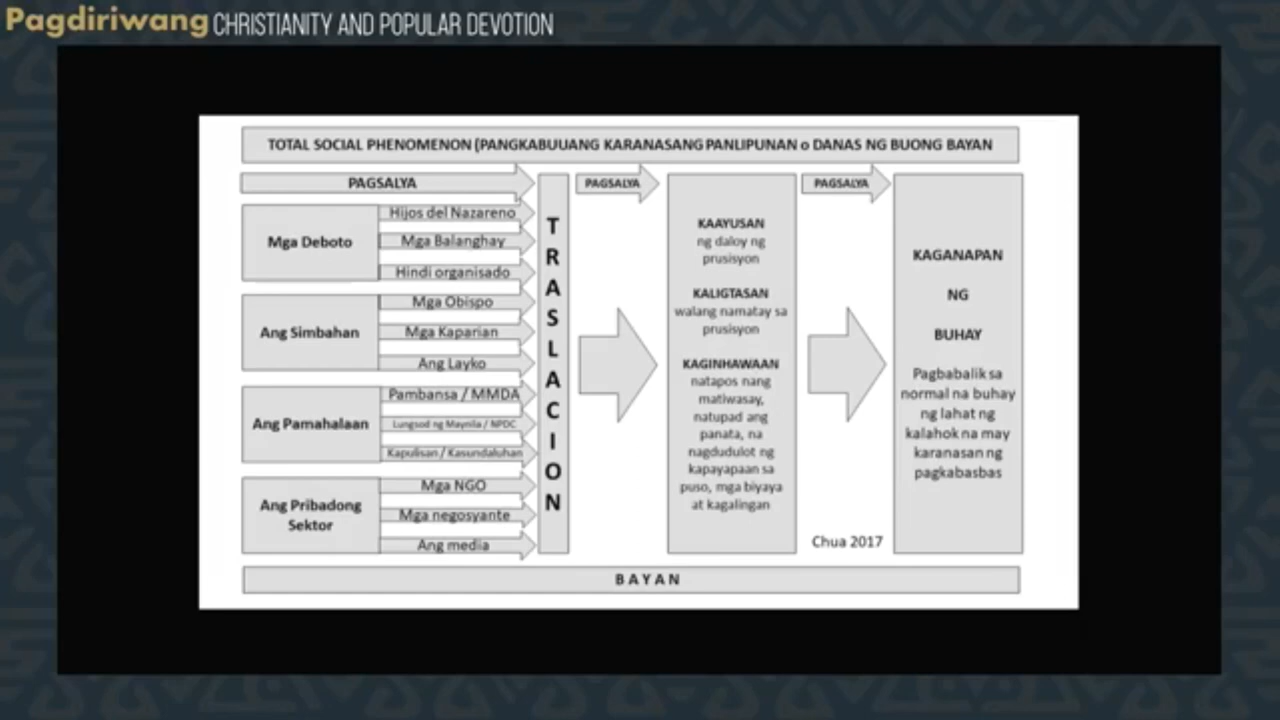 Pagdiriwang CHRISTIANITY AND POPULAR DEVOTION
TOTAL SOCIAL PHENOMENON (PANGKABUUANG KARANASANG PANLIPUNAN o DANAS NG BUONG BAYAN
PAGSALYA
Mga Deboto
Hijos del Nazareno
Mga Balanghay
Hindi organisado
Ang Simbahan
Mga Obispo
Mga Kaparian
Ang Layko
Ang Pamahalaan
Pambansa / MMDA
Lungsod ng Maynila / NPDC
Kapulisan / Kasundaluhan
Ang Pribadong
Sektor
Mga NGO
Mga negosyante
Ang media
T
R
A
S
L
A
C
I
O
N
PAGSALYA
KAAYUSAN
ng daloy ng
prusisyon
KALIGTASAN
walang namatay sa
prusisyon
KAGINHAWAAN
natapos nang
matiwasay,
natupad ang
panata, na
nagdudulot ng
kapayapaan sa
puso, mga biyaya
at kagalingan
PAGSALYA
Chua 2017
KAGANAPAN
NG
BUHAY
Pagbabalik sa
normal na buhay
ng lahat ng
kalahok na may
karanasan ng
pagkabasbas
BAYAN